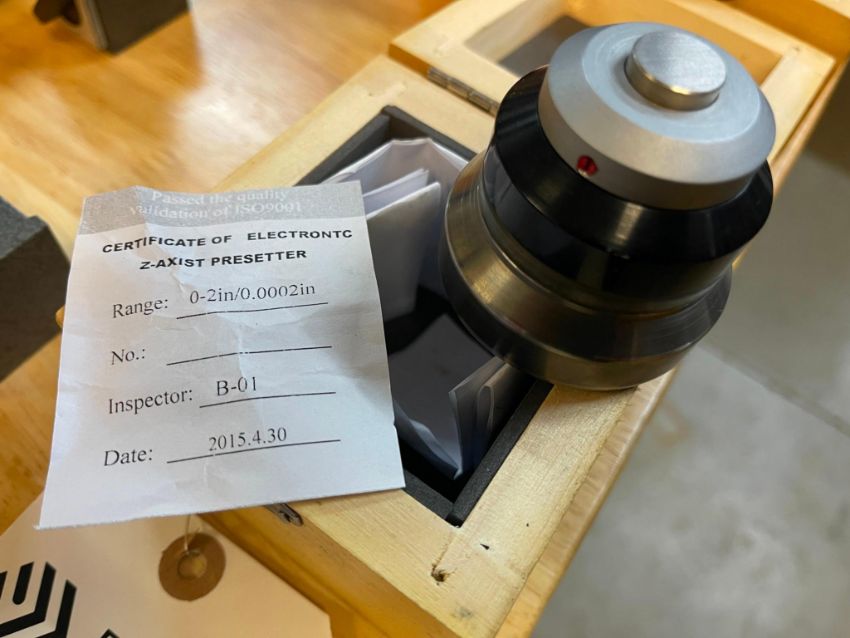 Passed the quality
validation of ISO9001
CERTIFICATE OF ELECTRONTC
Z-AXIST PRESETTER
Range: 0-2in/0.0002in
No.:
Inspector: B-01
Date: 2015.4.30